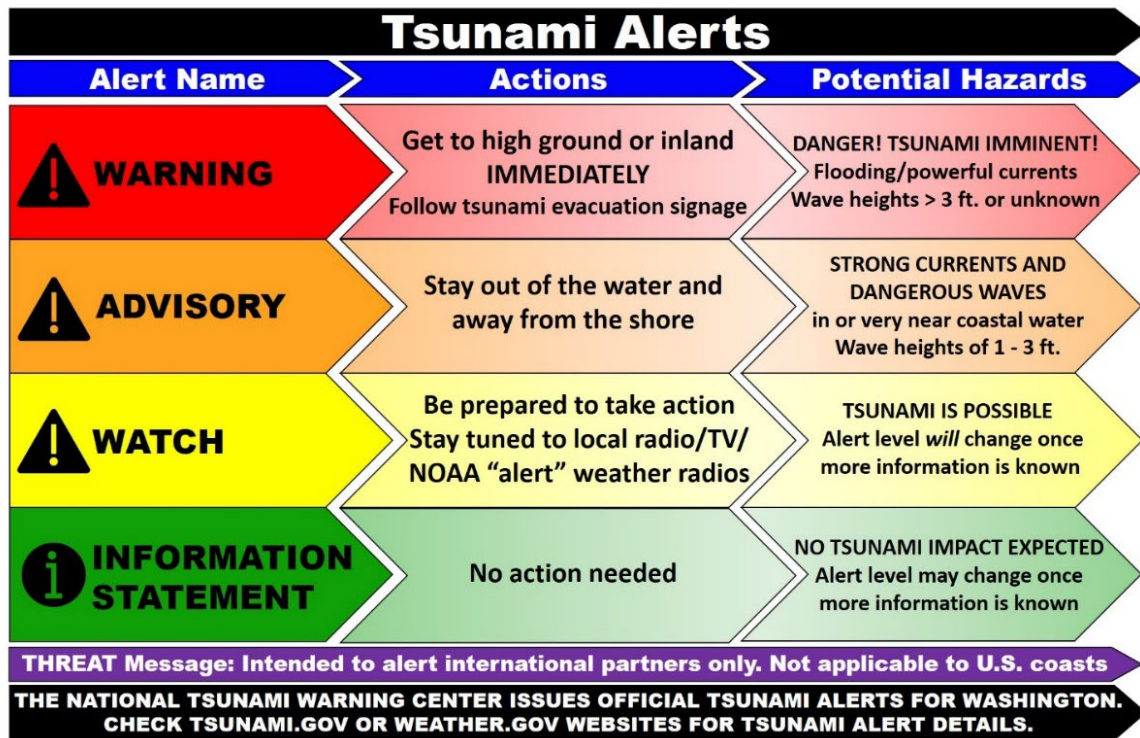 Tsunami Alerts
Alert Name
Actions
Potential Hazards
WARNING
Get to high ground or inland
IMMEDIATELY
Follow tsunami evacuation signage
DANGER! TSUNAMI IMMINENT!
Flooding/powerful currents
Wave heights > 3 ft. or unknown
ADVISORY
Stay out of the water and
away from the shore
STRONG CURRENTS AND
DANGEROUS WAVES
in or very near coastal water
Wave heights of 1 - 3 ft.
WATCH
Be prepared to take action
Stay tuned to local radio/TV/
NOAA “alert” weather radios
TSUNAMI IS POSSIBLE
Alert level will change once
more information is known
INFORMATION
STATEMENT
No action needed
NO TSUNAMI IMPACT EXPECTED
Alert level may change once
more information is known
THREAT Message: Intended to alert international partners only. Not applicable to U.S. coasts
THE NATIONAL TSUNAMI WARNING CENTER ISSUES OFFICIAL TSUNAMI ALERTS FOR WASHINGTON.
CHECK TSUNAMI.GOV OR WEATHER.GOV WEBSITES FOR TSUNAMI ALERT DETAILS.